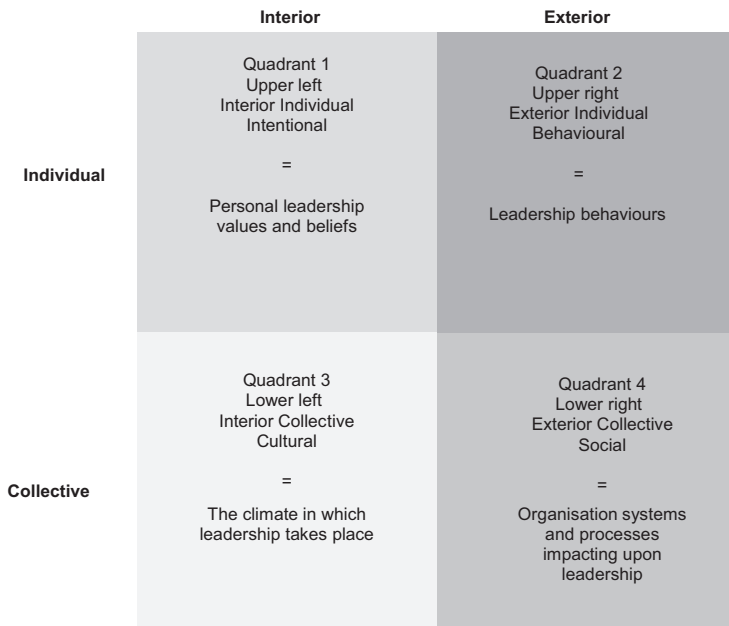 Interior
Exterior
Individual
Quadrant 1
Upper left
Interior Individual
Intentional
=
Personal leadership
values and beliefs
Quadrant 2
Upper right
Exterior Individual
Behavioural
=
Leadership behaviours
Collective
Quadrant 3
Lower left
Interior Collective
Cultural
=
The climate in which
leadership takes place
Quadrant 4
Lower right
Exterior Collective
Social
=
Organisation systems
and processes
impacting upon
leadership